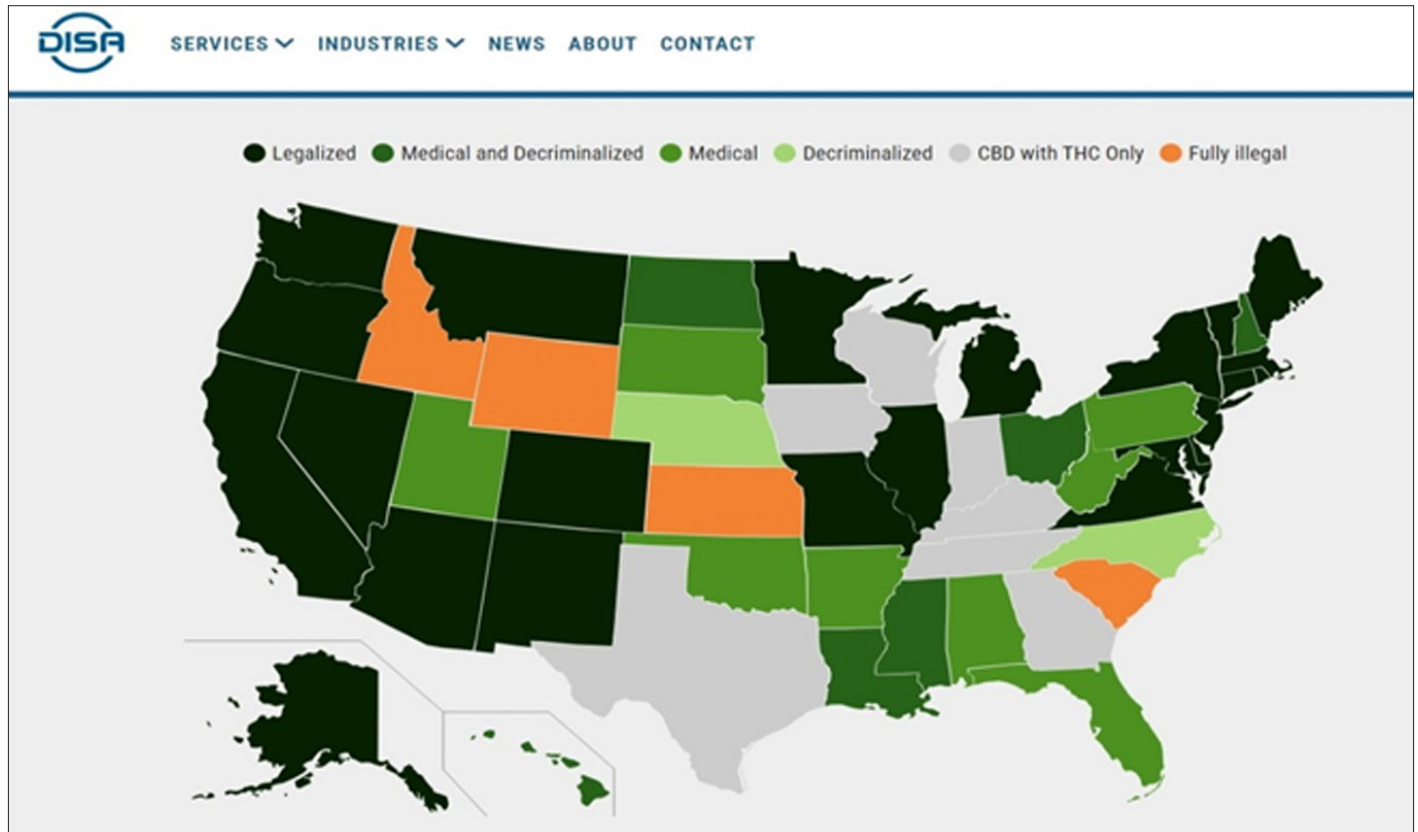 DISA SERVICES INDUSTRIES NEWS ABOUT CONTACT
Legalized Medical and Decriminalized Medical Decriminalized CBD with THC Only Fully illegal